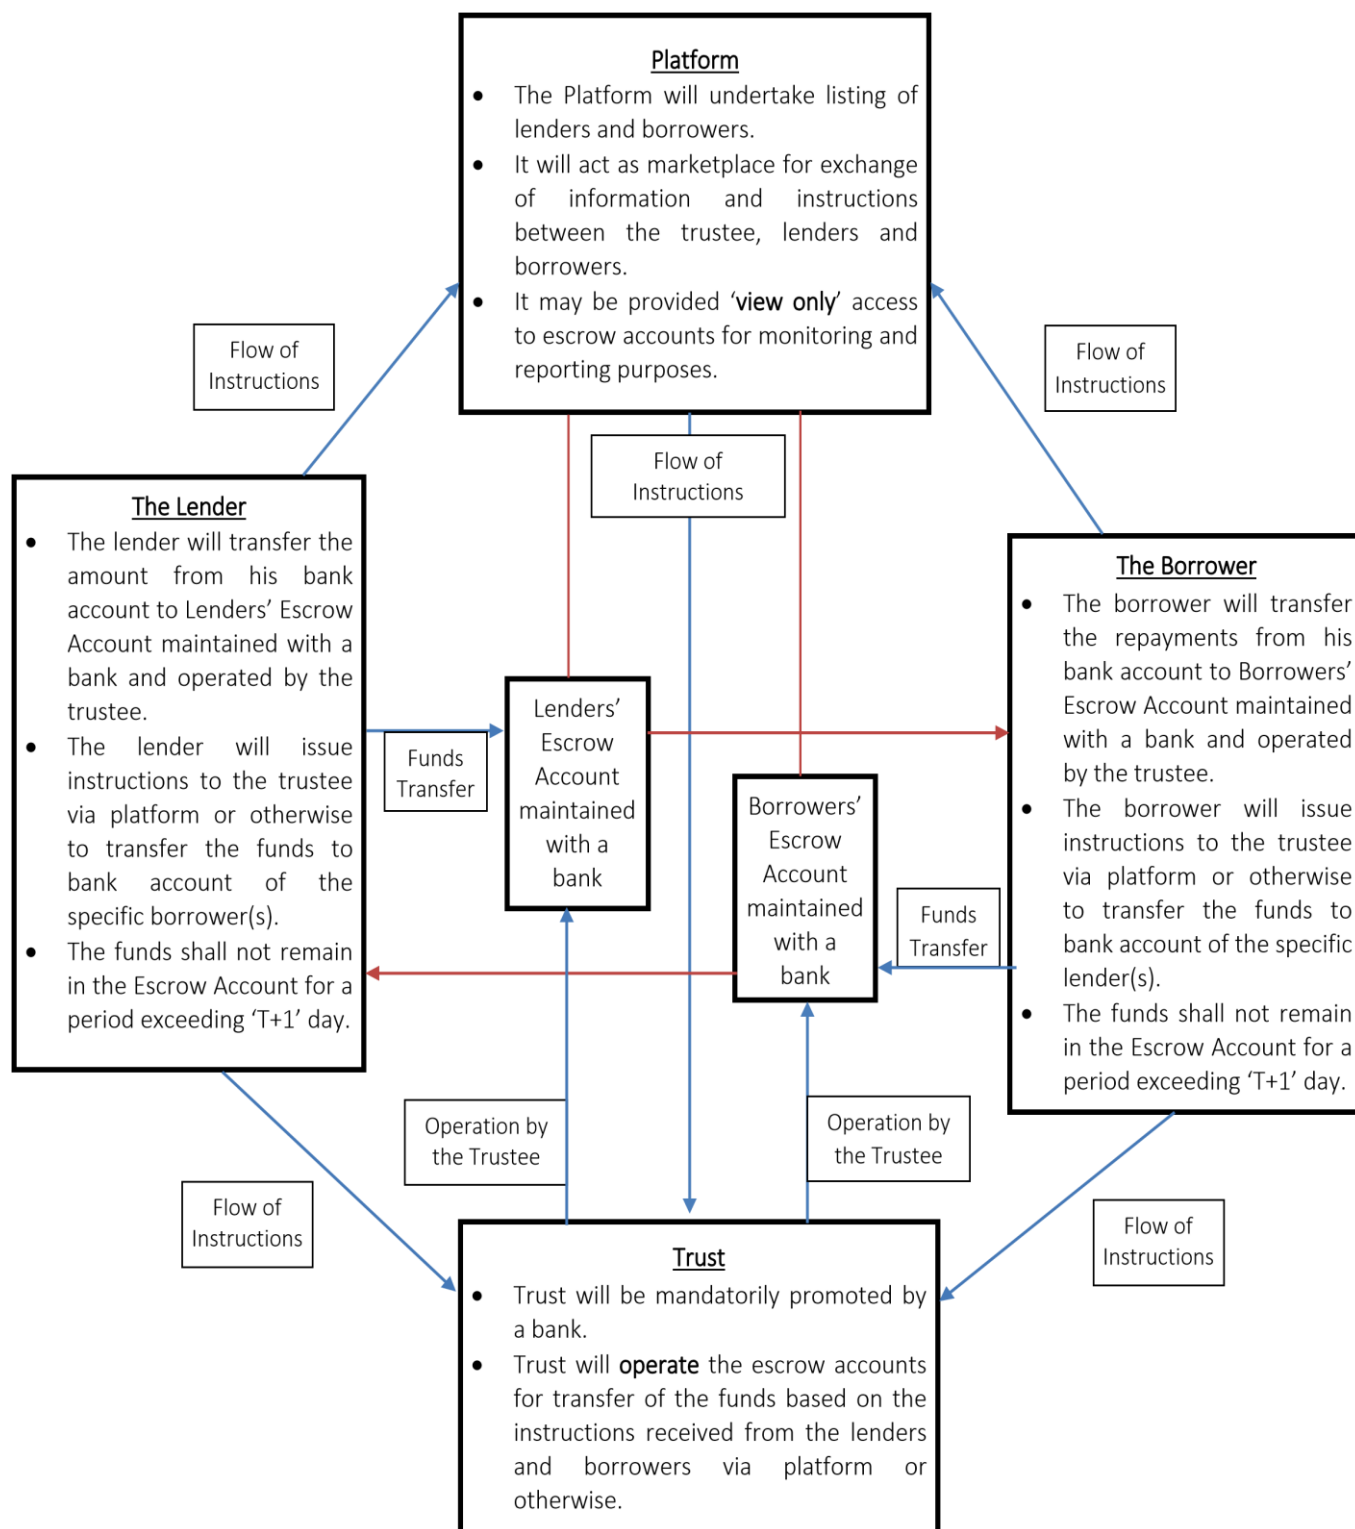 Platform
• The Platform will undertake listing of
lenders and borrowers.
• It will act as marketplace for exchange
of information and instructions
between the trustee, lenders and
borrowers.
• It may be provided ‘view only’ access
to escrow accounts for monitoring and
reporting purposes.
Flow of
Instructions
Flow of
Instructions
Flow of
Instructions
The Lender
• The lender will transfer the
amount from his bank
account to Lenders’ Escrow
Account maintained with a
bank and operated by the
trustee.
• The lender will issue
instructions to the trustee
via platform or otherwise
to transfer the funds to
bank account of the
specific borrower(s).
• The funds shall not remain
in the Escrow Account for a
period exceeding ‘T+1’ day.
Funds
Transfer
Lenders’
Escrow
Account
maintained
with a
bank
Borrowers’
Escrow
Account
maintained
with a
bank
Funds
Transfer
The Borrower
• The borrower will transfer
the repayments from his
bank account to Borrowers’
Escrow Account maintained
with a bank and operated
by the trustee.
• The borrower will issue
instructions to the trustee
via platform or otherwise
to transfer the funds to
bank account of the specific
lender(s).
• The funds shall not remain
in the Escrow Account for a
period exceeding ‘T+1’ day.
Operation by
the Trustee
Operation by
the Trustee
Flow of
Instructions
Flow of
Instructions
Trust
• Trust will be mandatorily promoted by
a bank.
• Trust will operate the escrow accounts
for transfer of the funds based on the
instructions received from the lenders
and borrowers via platform or
otherwise.